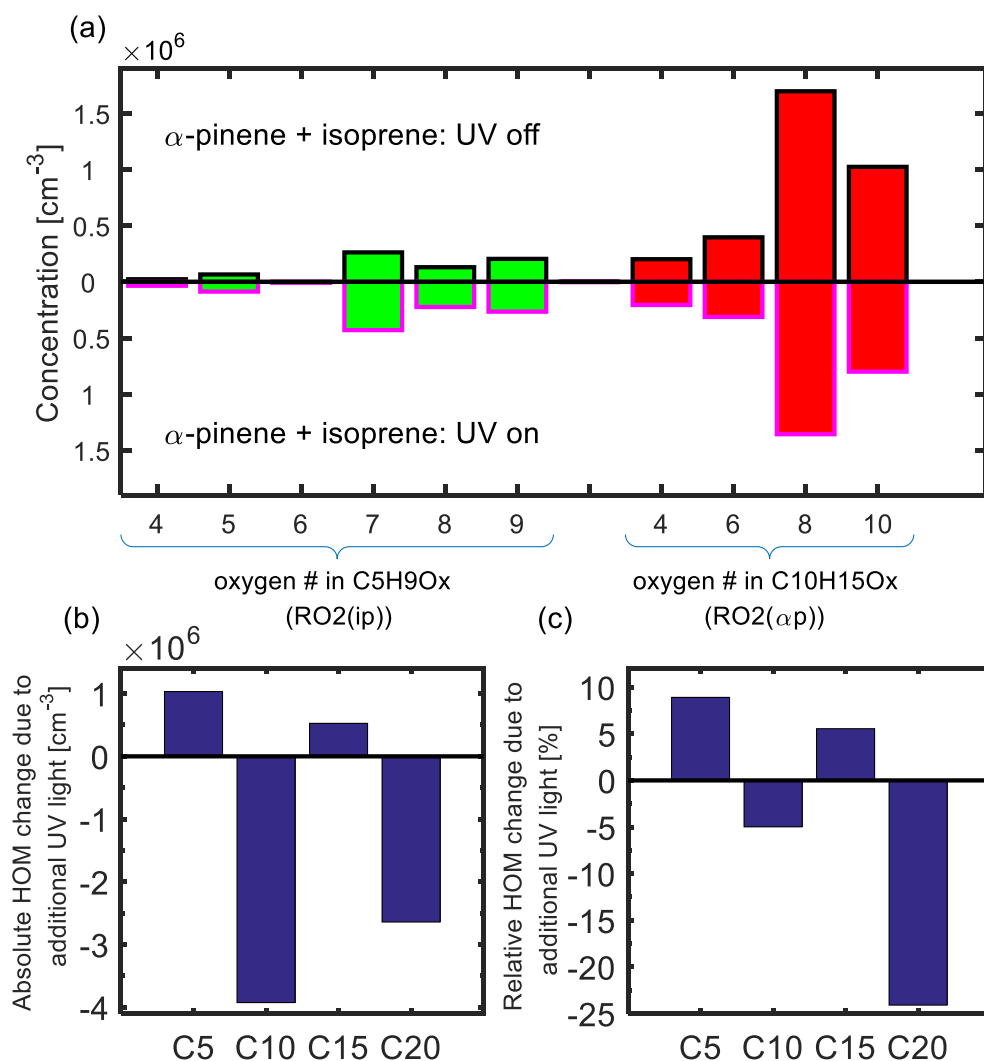 (a)
×10⁶
α-pinene + isoprene: UV off
α-pinene + isoprene: UV on
Concentration [cm⁻³]
1.5
1
0.5
0
0.5
1
1.5
4 5 6 7 8 9 4 6 8 10
oxygen # in C5H9Ox
(RO2(ip))
oxygen # in C10H15Ox
(RO2(αp))
(b)
×10⁶
Absolute HOM change due to
additional UV light [cm⁻³]
1
0
-1
-2
-3
-4
C5 C10 C15 C20
(c)
Relative HOM change due to
additional UV light [%]
10
5
0
-5
-10
-15
-20
-25
C5 C10 C15 C20